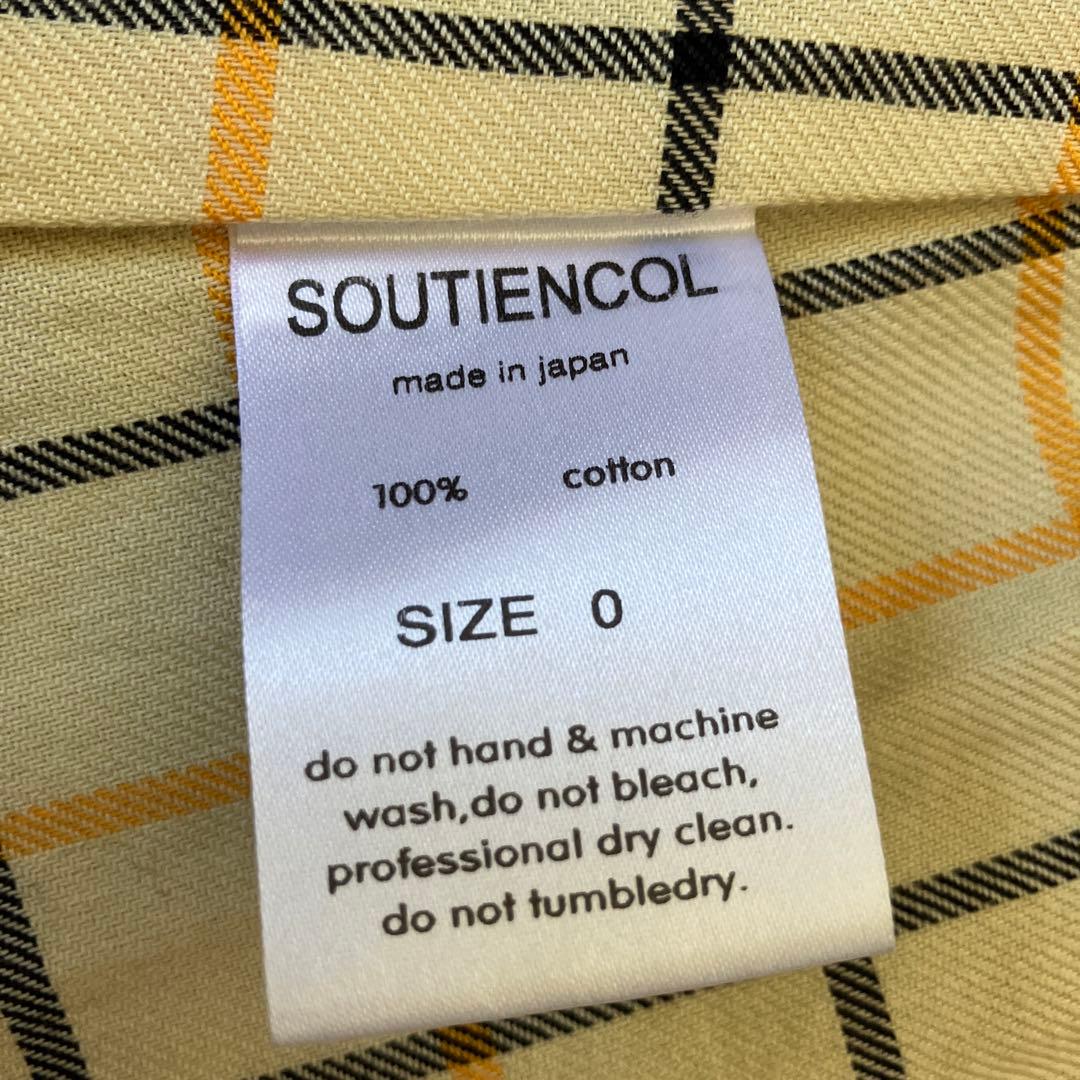 SOUTIENCOL
made in japan
100% cotton
SIZE 0
do not hand & machine
wash,do not bleach,
professional dry clean.
do not tumbledry.